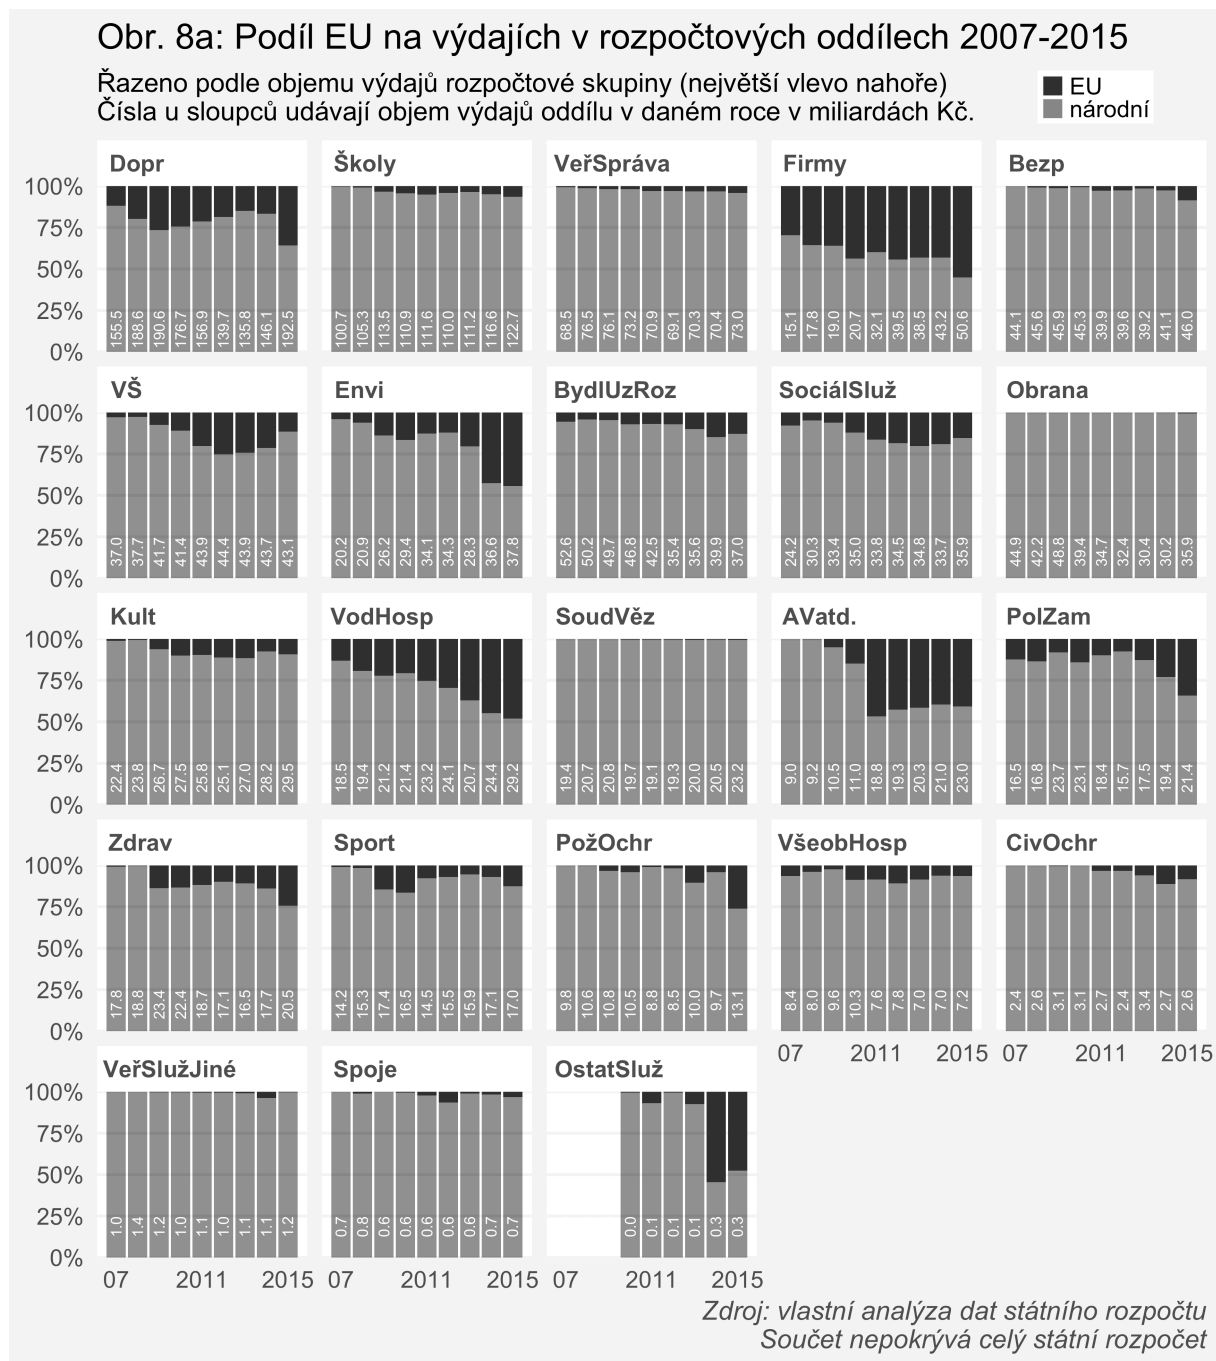 Obr. 8a: Podíl EU na výdajích v rozpočtových oddílech 2007-2015
Řazeno podle objemu výdajů rozpočtové skupiny (největší vlevo nahoře)
Čísla u sloupců udávají objem výdajů oddílu v daném roce v miliardách Kč.
EU
národní
Dopr Školy VeřSpráva Firmy Bezp
100%
75%
50%
25%
0%
155.5 188.6 190.6 176.7 156.9 139.7 135.8 146.1 192.5
100.7 105.3 113.5 110.9 111.6 110.0 111.2 116.6 122.7
68.5 76.5 76.1 73.2 70.9 69.1 70.3 70.4 73.0
15.1 17.8 19.0 20.7 32.1 39.5 38.5 43.2 50.6
44.1 45.6 45.9 45.3 39.9 39.6 39.2 41.1 46.0
VŠ Envi BydlUzRoz SociálSluž Obrana
100%
75%
50%
25%
0%
37.0 37.7 41.7 41.4 43.9 44.4 43.9 43.7 43.1
20.2 20.9 26.2 29.4 34.1 34.3 28.3 36.6 37.8
52.6 50.2 49.7 46.8 42.5 35.4 35.6 39.9 37.0
24.2 30.3 33.4 35.0 33.8 34.5 34.8 33.7 35.9
44.9 42.2 48.8 39.4 34.7 32.4 30.4 30.2 35.9
Kult VodHosp SoudVěz AVatd. PolZam
100%
75%
50%
25%
0%
22.4 23.8 26.7 27.5 25.8 25.1 27.0 28.2 29.5
18.5 19.4 21.2 21.4 23.2 24.1 20.7 24.4 29.2
19.4 20.7 20.8 19.7 19.1 19.3 20.0 20.5 23.2
9.0 9.2 10.5 11.0 18.8 19.3 20.3 21.0 23.0
16.5 16.8 23.7 23.1 18.4 15.7 17.5 19.4 21.4
Zdrav Sport PožOchr VšeobHosp CivOchr
100%
75%
50%
25%
0%
17.8 18.8 23.4 22.4 18.7 17.1 16.5 17.7 20.5
14.2 15.3 17.4 16.5 14.5 15.5 15.9 17.1 17.0
9.8 10.6 10.8 10.5 8.8 8.5 10.0 9.7 13.1
8.4 8.0 9.6 10.3 7.6 7.8 7.0 7.0 7.2
2.4 2.6 3.1 3.1 2.7 2.4 3.4 2.7 2.6
07 2011 2015 07 2011 2015
VeřSlužJiné Spoje OstatSluž
100%
75%
50%
25%
0%
1.0 1.4 1.2 1.0 1.1 1.0 1.1 1.1 1.2
0.7 0.8 0.6 0.6 0.6 0.6 0.6 0.7 0.7
0.0 0.1 0.1 0.1 0.3 0.3
07 2011 2015 07 2011 2015 07 2011 2015
Zdroj: vlastní analýza dat státního rozpočtu
Součet nepokrývá celý státní rozpočet